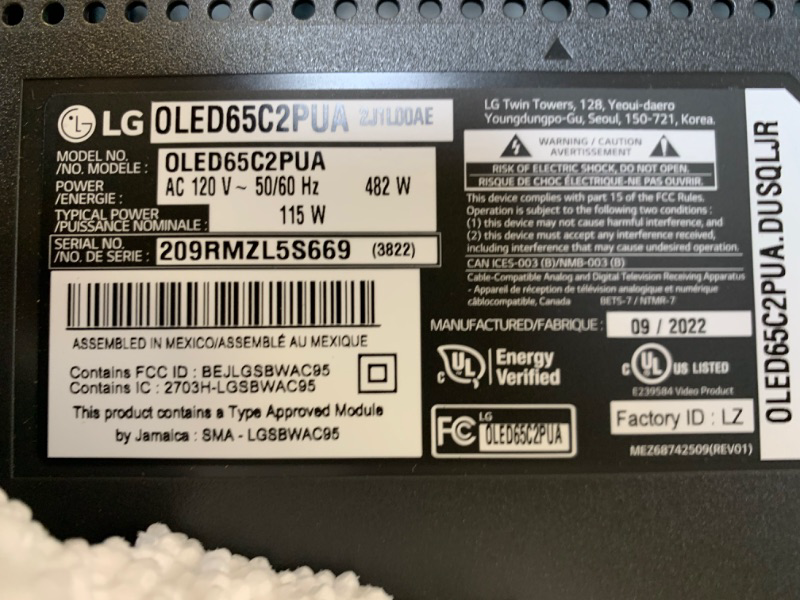 LG OLED65C2PUA 2J1L00AE
MODEL NO.
/NO. MODÈLE : OLED65C2PUA
POWER
/ÉNERGIE : AC 120 V ~ 50/60 Hz 482 W
TYPICAL POWER
/PUISSANCE NOMINALE : 115 W
SERIAL NO.
/NO. DE SÉRIE : 209RMZL5S669 (3822)
ASSEMBLED IN MEXICO/ASSEMBLÉ AU MEXIQUE
Contains FCC ID : BEJLGSBWAC95
Contains IC : 2703H-LGSBWAC95
This product contains a Type Approved Module
by Jamaica : SMA - LGSBWAC95
LG Twin Towers, 128, Yeoui-daero
Youngdungpo-Gu, Seoul, 150-721, Korea.
WARNING / CAUTION
AVERTISSEMENT
RISK OF ELECTRIC SHOCK, DO NOT OPEN.
RISQUE DE CHOC ÉLECTRIQUE-NE PAS OUVRIR.
This device complies with part 15 of the FCC Rules.
Operation is subject to the following two conditions :
(1) this device may not cause harmful interference, and
(2) this device must accept any interference received,
including interference that may cause undesired operation.
CAN ICES-003 (B)/NMB-003 (B)
Cable-Compatible Analog and Digital Television Receiving Apparatus
- Appareil de réception de télévision analogique et numérique
câblocompatible, Canada BETS-7 / NTMR-7
MANUFACTURED/FABRIQUÉ : 09 / 2022
C UL Energy
Verified
C UL US LISTED
E239584 Video Product
FC LG
OLED65C2PUA
Factory ID : LZ
MEZ68742509(REV01)
OLED65C2PUA.DUSQLJR